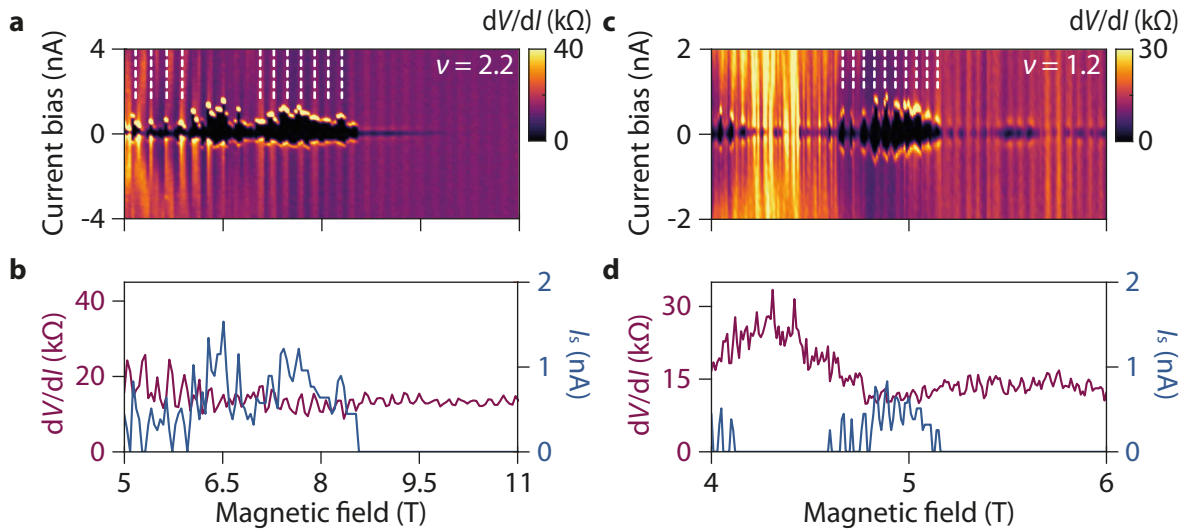 a
dV/dI (kΩ)
40
0
ν = 2.2
4
0
-4
Current bias (nA)
c
dV/dI (kΩ)
30
0
ν = 1.2
2
0
-2
Current bias (nA)
b
40
20
0
dV/dI (kΩ)
2
1
0
Is (nA)
5 6.5 8 9.5 11
Magnetic field (T)
d
30
15
0
dV/dI (kΩ)
2
1
0
Is (nA)
4 5 6
Magnetic field (T)